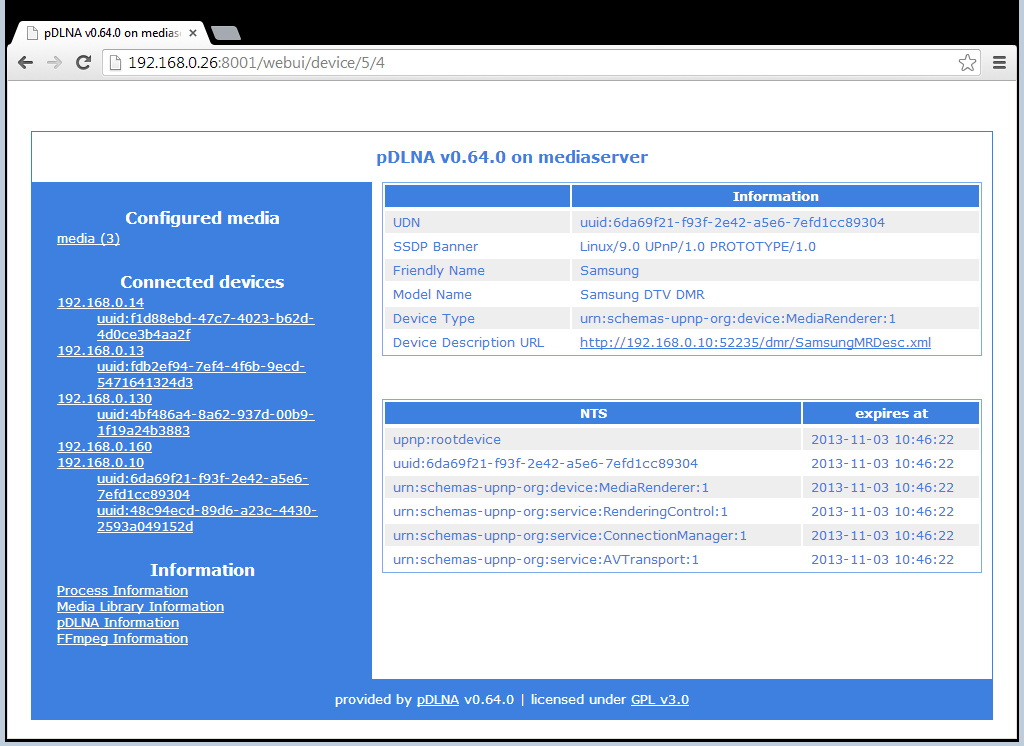 pDLNA v0.64.0 on medias
192.168.0.26:8001/webui/device/5/4
pDLNA v0.64.0 on mediaserver
Configured media
media (3)
Connected devices
192.168.0.14
uuid:f1d88ebd-47c7-4023-b62d-
4d0ce3b4aa2f
192.168.0.13
uuid:fdb2ef94-7ef4-4f6b-9ecd-
5471641324d3
192.168.0.130
uuid:4bf486a4-8a62-937d-00b9-
1f19a24b3883
192.168.0.160
192.168.0.10
uuid:6da69f21-f93f-2e42-a5e6-
7efd1cc89304
uuid:48c94ecd-89d6-a23c-4430-
2593a049152d
Information
Process Information
Media Library Information
pDLNA Information
FFmpeg Information
Information
UDN uuid:6da69f21-f93f-2e42-a5e6-7efd1cc89304
SSDP Banner Linux/9.0 UPnP/1.0 PROTOTYPE/1.0
Friendly Name Samsung
Model Name Samsung DTV DMR
Device Type urn:schemas-upnp-org:device:MediaRenderer:1
Device Description URL http://192.168.0.10:52235/dmr/SamsungMRDesc.xml
NTS expires at
upnp:rootdevice 2013-11-03 10:46:22
uuid:6da69f21-f93f-2e42-a5e6-7efd1cc89304 2013-11-03 10:46:22
urn:schemas-upnp-org:device:MediaRenderer:1 2013-11-03 10:46:22
urn:schemas-upnp-org:service:RenderingControl:1 2013-11-03 10:46:22
urn:schemas-upnp-org:service:ConnectionManager:1 2013-11-03 10:46:22
urn:schemas-upnp-org:service:AVTransport:1 2013-11-03 10:46:22
provided by pDLNA v0.64.0 | licensed under GPL v3.0